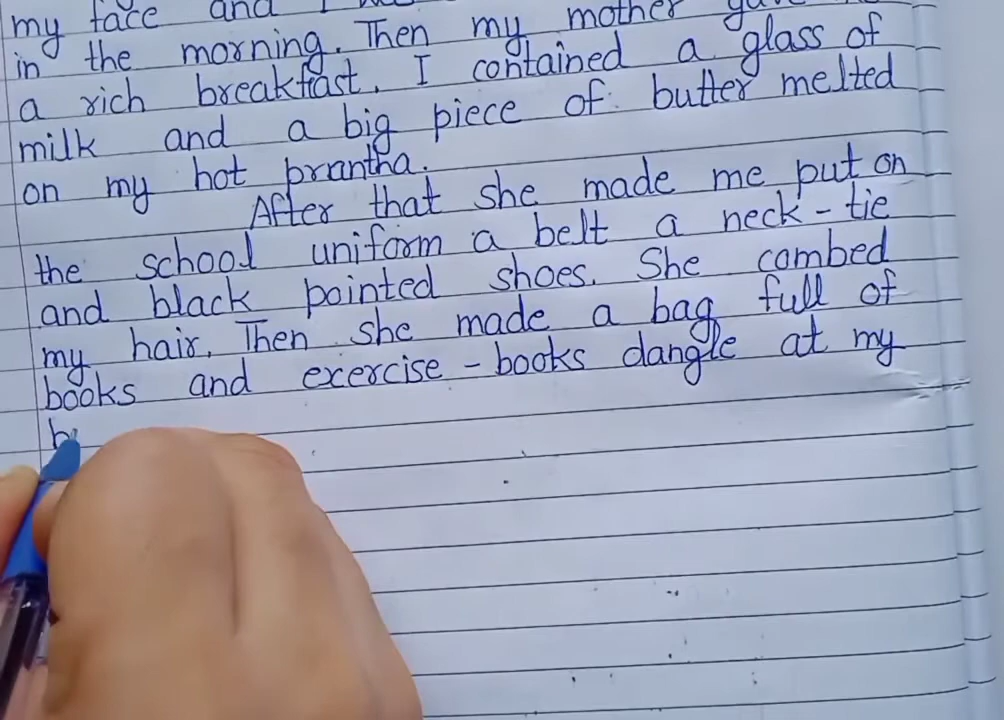 my face and I
in the morning. Then my mother
a rich breakfast. I contained a glass of
milk and a big piece of butter melted
on my hot prantha.
After that she made me put on
the school uniform a belt a neck-tie
and black pointed shoes. She combed
my hair. Then she made a bag full of
books and exercise-books dangle at my